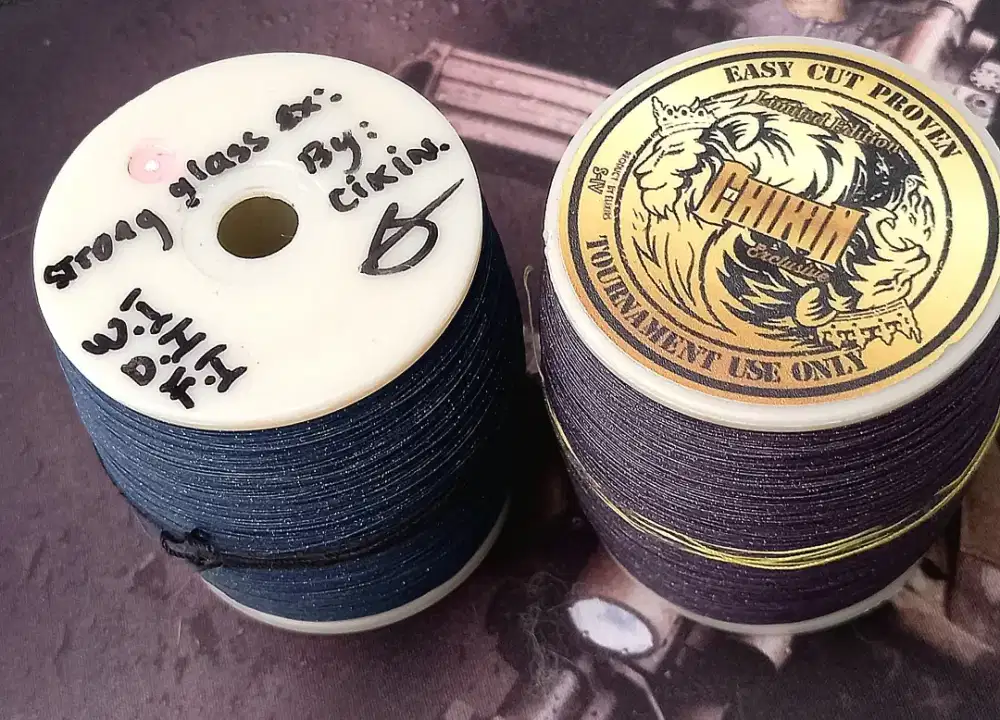 strong glass ex:
By:
Cikin.
W.I
D.I
F.I
EASY CUT PROVEN
Limited Edition
CHIKIN
Exclusive
TOURNAMENT USE ONLY